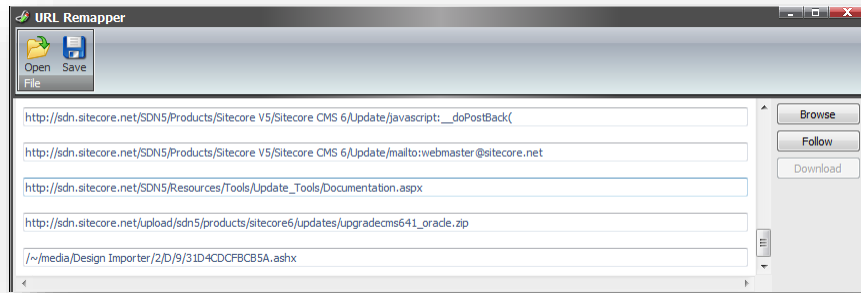 URL Remapper
Open Save
File
http://sdn.sitecore.net/SDN5/Products/Sitecore V5/Sitecore CMS 6/Update/javascript:__doPostBack(
Browse
http://sdn.sitecore.net/SDN5/Products/Sitecore V5/Sitecore CMS 6/Update/mailto:webmaster@sitecore.net
Follow
Download
http://sdn.sitecore.net/SDN5/Resources/Tools/Update_Tools/Documentation.aspx
http://sdn.sitecore.net/upload/sdn5/products/sitecore6/updates/upgradecms641_oracle.zip
/~/media/Design Importer/2/D/9/31D4CDCFBCB5A.ashx